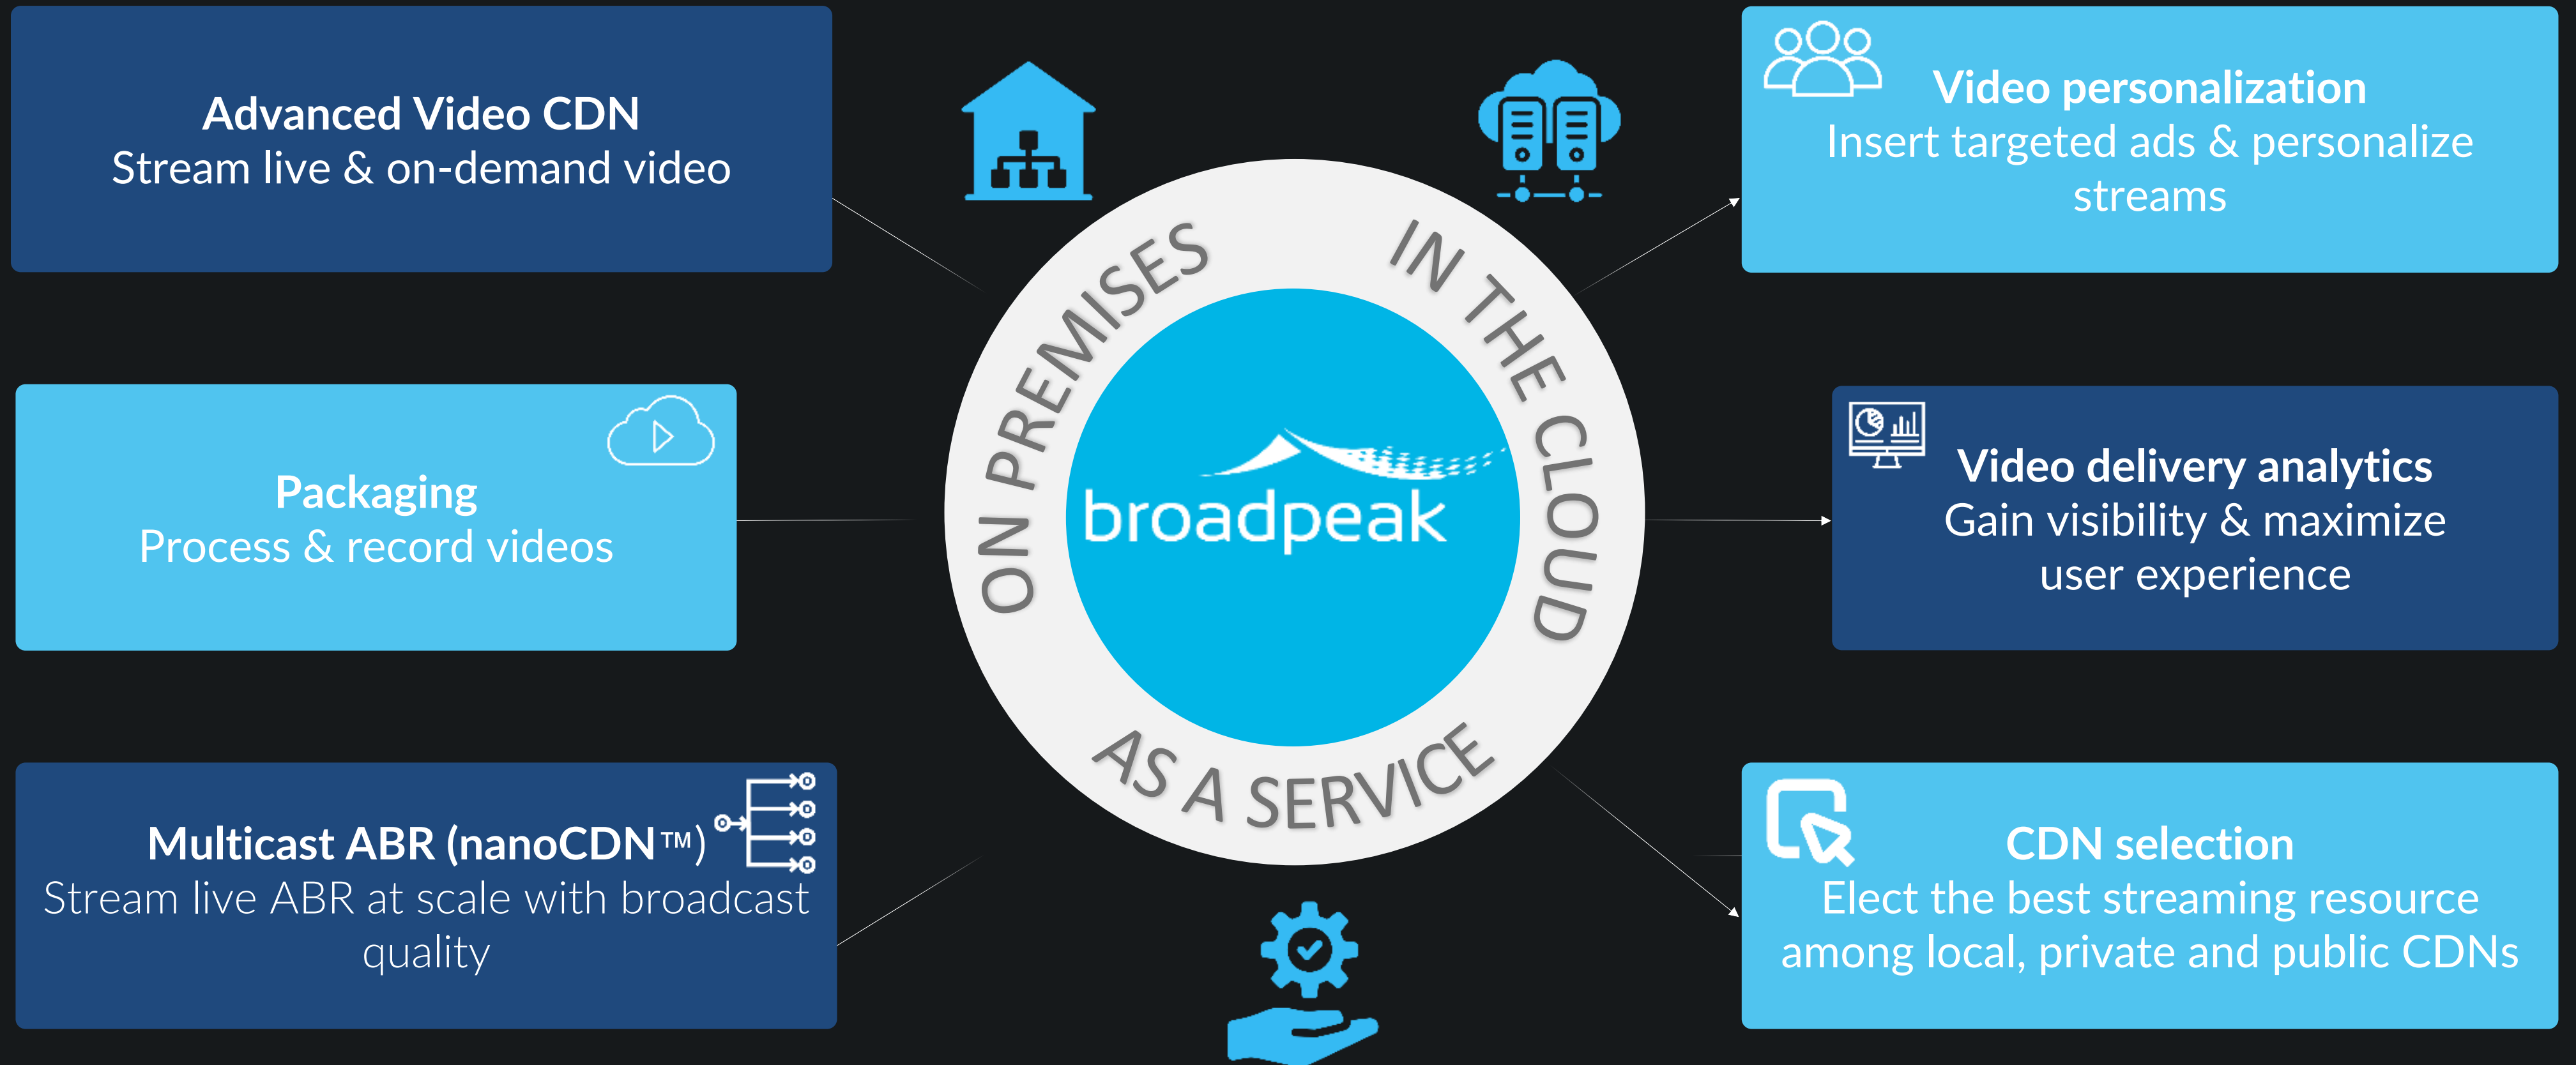 Advanced Video CDN
Stream live & on-demand video
Packaging
Process & record videos
Multicast ABR (nanoCDN™)
Stream live ABR at scale with broadcast
quality
ON PREMISES
IN THE CLOUD
AS A SERVICE
broadpeak
Video personalization
Insert targeted ads & personalize
streams
Video delivery analytics
Gain visibility & maximize
user experience
CDN selection
Elect the best streaming resource
among local, private and public CDNs